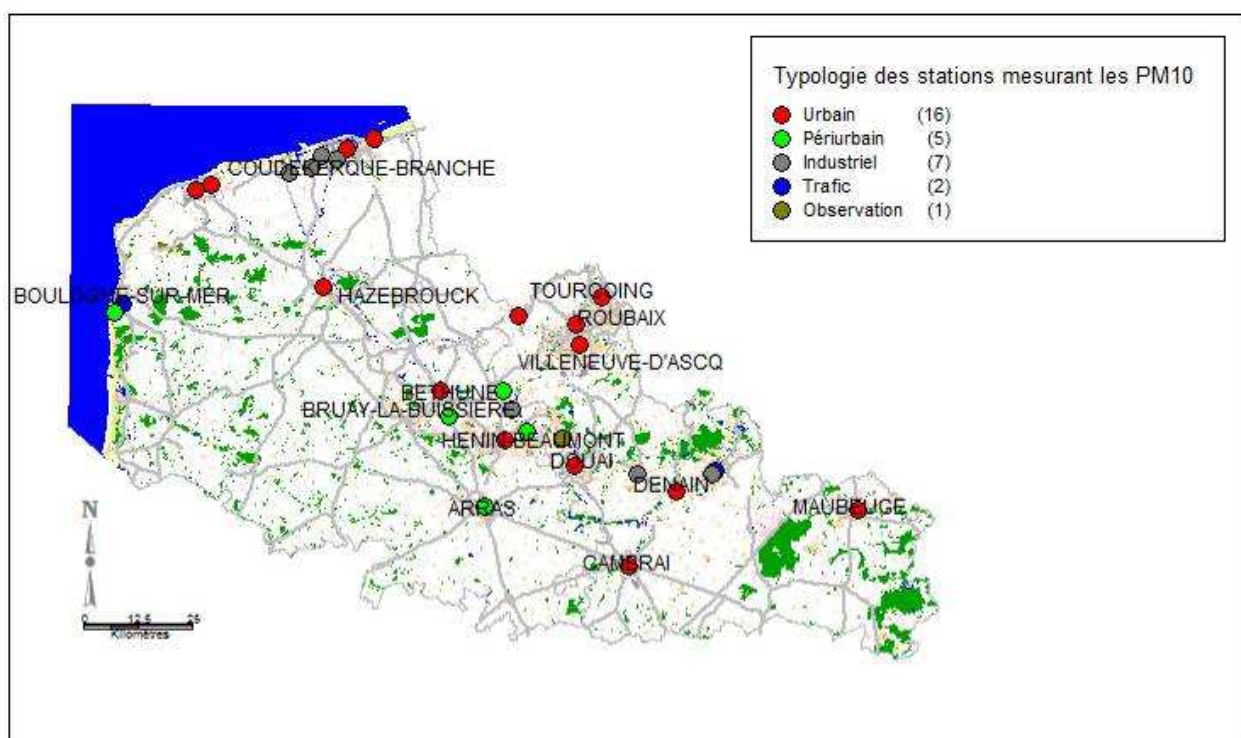 Typologie des stations mesurant les PM10
Urbain (16)
Périurbain (5)
Industriel (7)
Trafic (2)
Observation (1)
COUDEKERQUE-BRANCHE
BOULOGNE-SUR-MER
HAZEBROUCK
TOURCOING
ROUBAIX
VILLENEUVE-D'ASCQ
BETHUNE
BRUAY-LA-BUISSIERE
HENIN-BEAUMONT
DOUAI
DENAIN
ARRAS
MAUBEUGE
CAMBRAI
N
0 12.5 25
Kilomètres